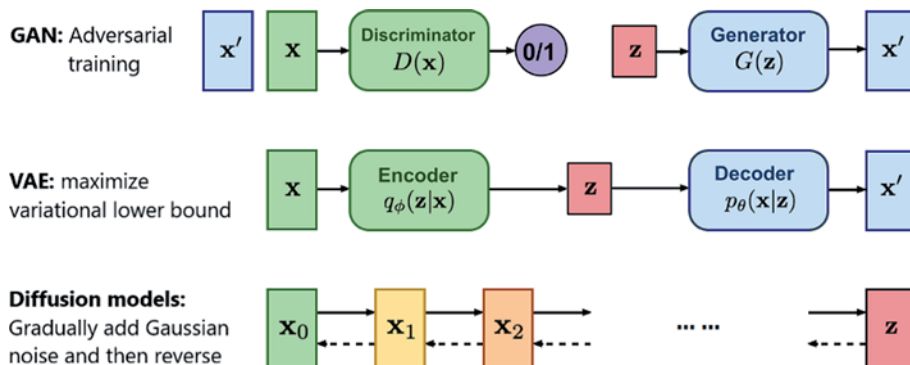 GAN: Adversarial training
x′
x
Discriminator
D(x)
0/1
z
Generator
G(z)
x′
VAE: maximize
variational lower bound
x
Encoder
qϕ(z|x)
z
Decoder
pθ(x|z)
x′
Diffusion models:
Gradually add Gaussian
noise and then reverse
x0
x1
x2
... ...
z